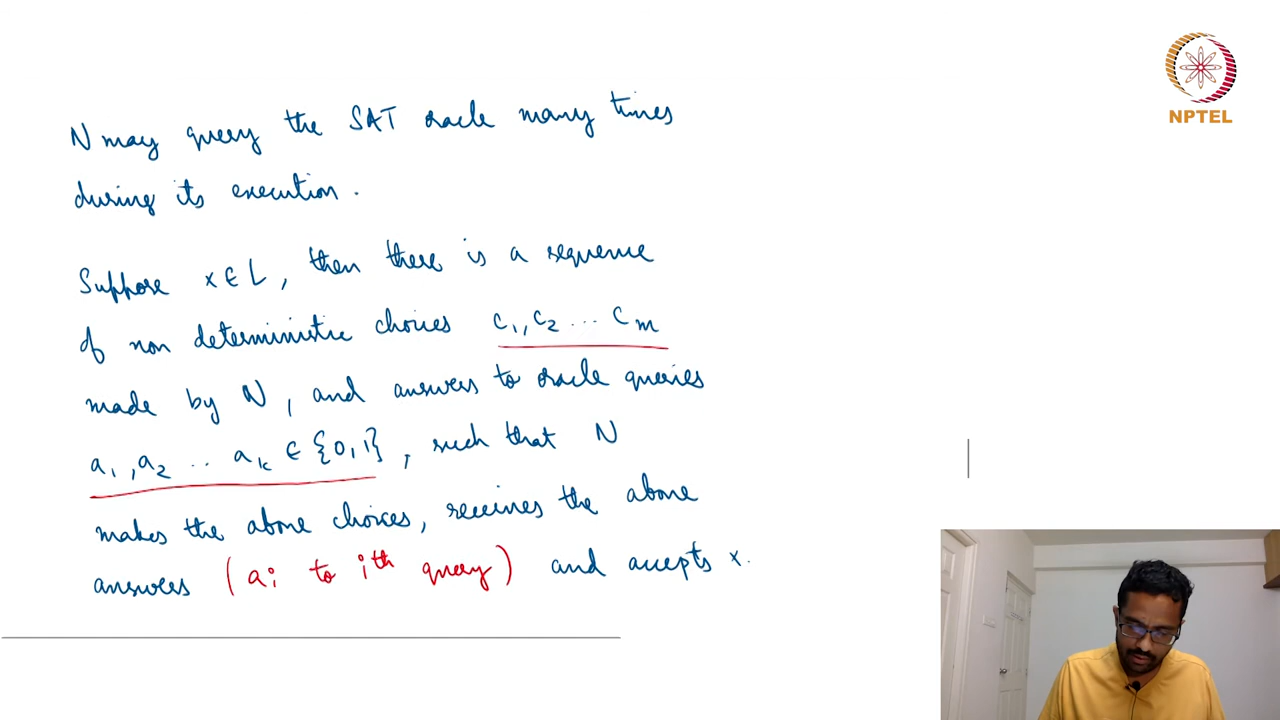 N may query the SAT oracle many times
during its execution.
Suppose x ∈ L, then there is a sequence
of non deterministic choices c₁, c₂ ... cₘ
made by N, and answers to oracle queries
a₁, a₂ .. aₖ ∈ {0,1}, such that N
makes the above choices, receives the above
answers (aᵢ to iᵗʰ query) and accepts x.
NPTEL